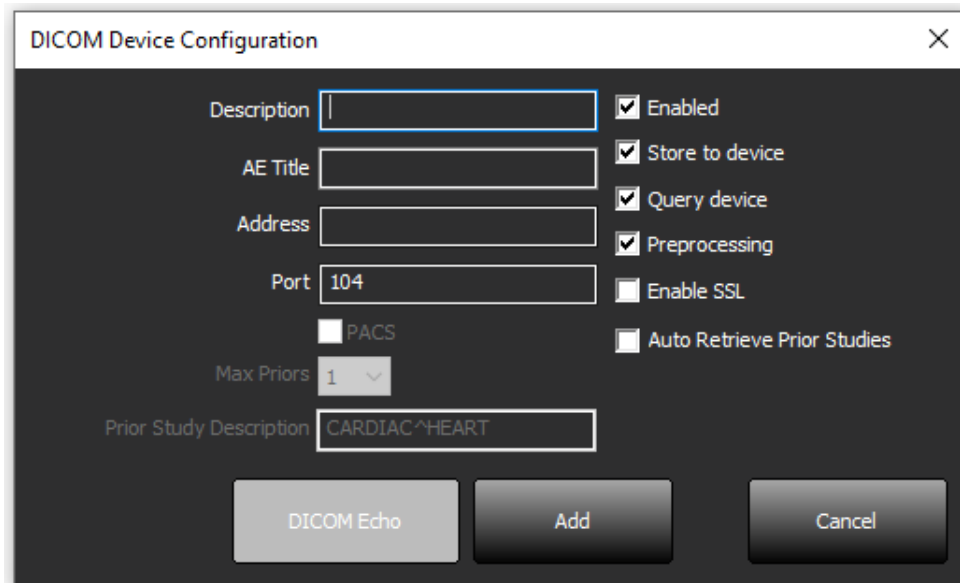 DICOM Device Configuration
Description
Enabled
AE Title
Store to device
Address
Query device
Preprocessing
Port 104
Enable SSL
PACS
Auto Retrieve Prior Studies
Max Priors 1
Prior Study Description CARDIAC^HEART
DICOM Echo Add Cancel